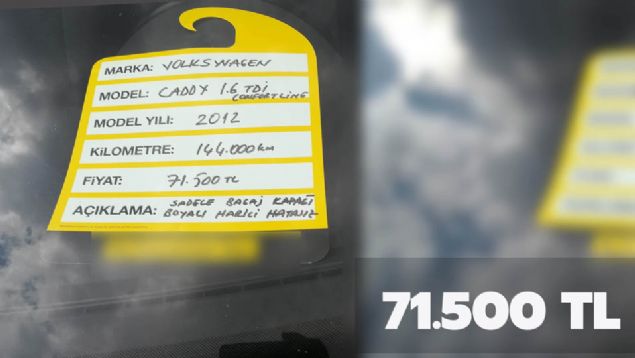 MARKA: VOLKSWAGEN
MODEL: CADDY 1.6 TDI
COMFORTLINE
MODEL YILI: 2012
KİLOMETRE: 144.000 km
FİYAT: 71.500 TL
AÇIKLAMA: SADECE BAGAJ KAPAĞI
BOYALI HARİCİ HATASIZ
71.500 TL